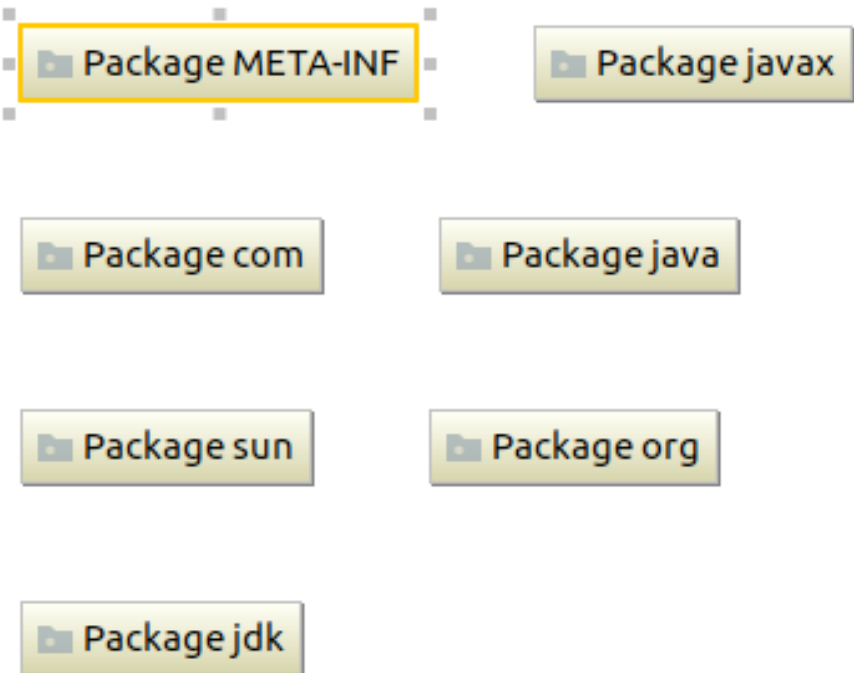 Package META-INF
Package javax
Package com
Package java
Package sun
Package org
Package jdk